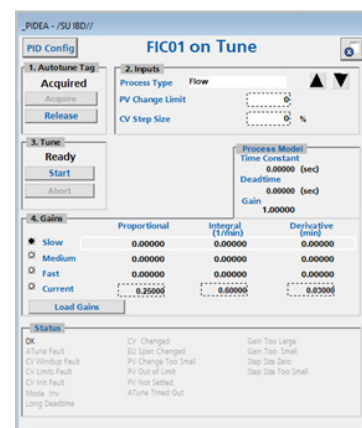 _PIDEA - /SU IBD//
PID Config
FIC01 on Tune
1. Autotune Tag
Acquired
Acquire
Release
2. Inputs
Process Type Flow
PV Change Limit 0
CV Step Size 0 %
3. Tune
Ready
Start
Abort
Process Model
Time Constant
0.00000 (sec)
Deadtime
0.00000 (sec)
Gain
1.00000
4. Gains
Proportional Integral (1/min) Derivative (min)
Slow 0.00000 0.00000 0.00000
Medium 0.00000 0.00000 0.00000
Fast 0.00000 0.00000 0.00000
Current 0.25000 0.60000 0.03000
Load Gains
Status
OK CV Changed Gain Too Large
ATune Fault EU Span Changed Gain Too Small
CV Windup Fault PV Change Too Small Step Size Zero
CV Limits Fault PV Out of Limit Step Size Too Small
CV Init Fault PV Not Settled
Mode Inv ATune Timed Out
Long Deadtime